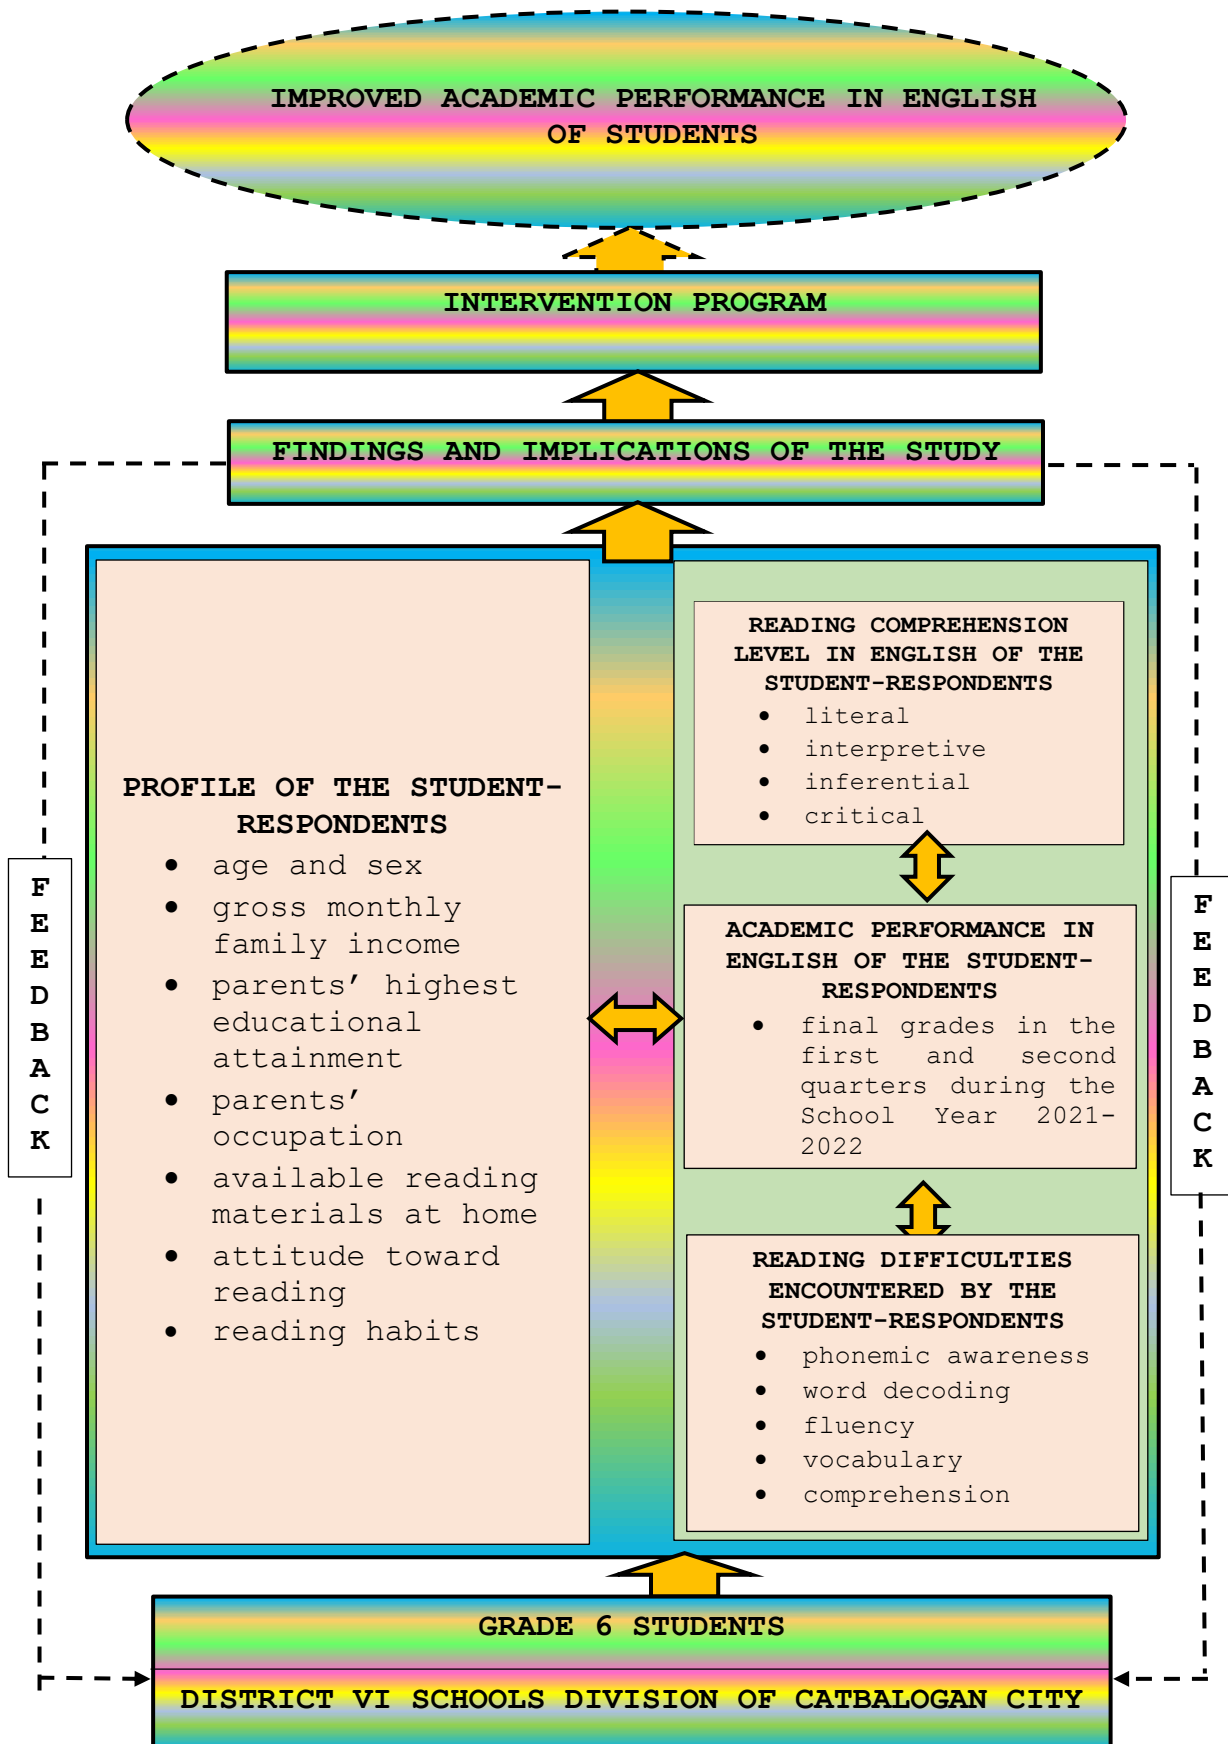 IMPROVED ACADEMIC PERFORMANCE IN ENGLISH
OF STUDENTS
INTERVENTION PROGRAM
FINDINGS AND IMPLICATIONS OF THE STUDY
PROFILE OF THE STUDENT-
RESPONDENTS
• age and sex
• gross monthly
family income
• parents’ highest
educational
attainment
• parents’
occupation
• available reading
materials at home
• attitude toward
reading
• reading habits
READING COMPREHENSION
LEVEL IN ENGLISH OF THE
STUDENT-RESPONDENTS
• literal
• interpretive
• inferential
• critical
ACADEMIC PERFORMANCE IN
ENGLISH OF THE STUDENT-
RESPONDENTS
• final grades in the
first and second
quarters during the
School Year 2021-
2022
READING DIFFICULTIES
ENCOUNTERED BY THE
STUDENT-RESPONDENTS
• phonemic awareness
• word decoding
• fluency
• vocabulary
• comprehension
F
E
E
D
B
A
C
K
F
E
E
D
B
A
C
K
GRADE 6 STUDENTS
DISTRICT VI SCHOOLS DIVISION OF CATBALOGAN CITY